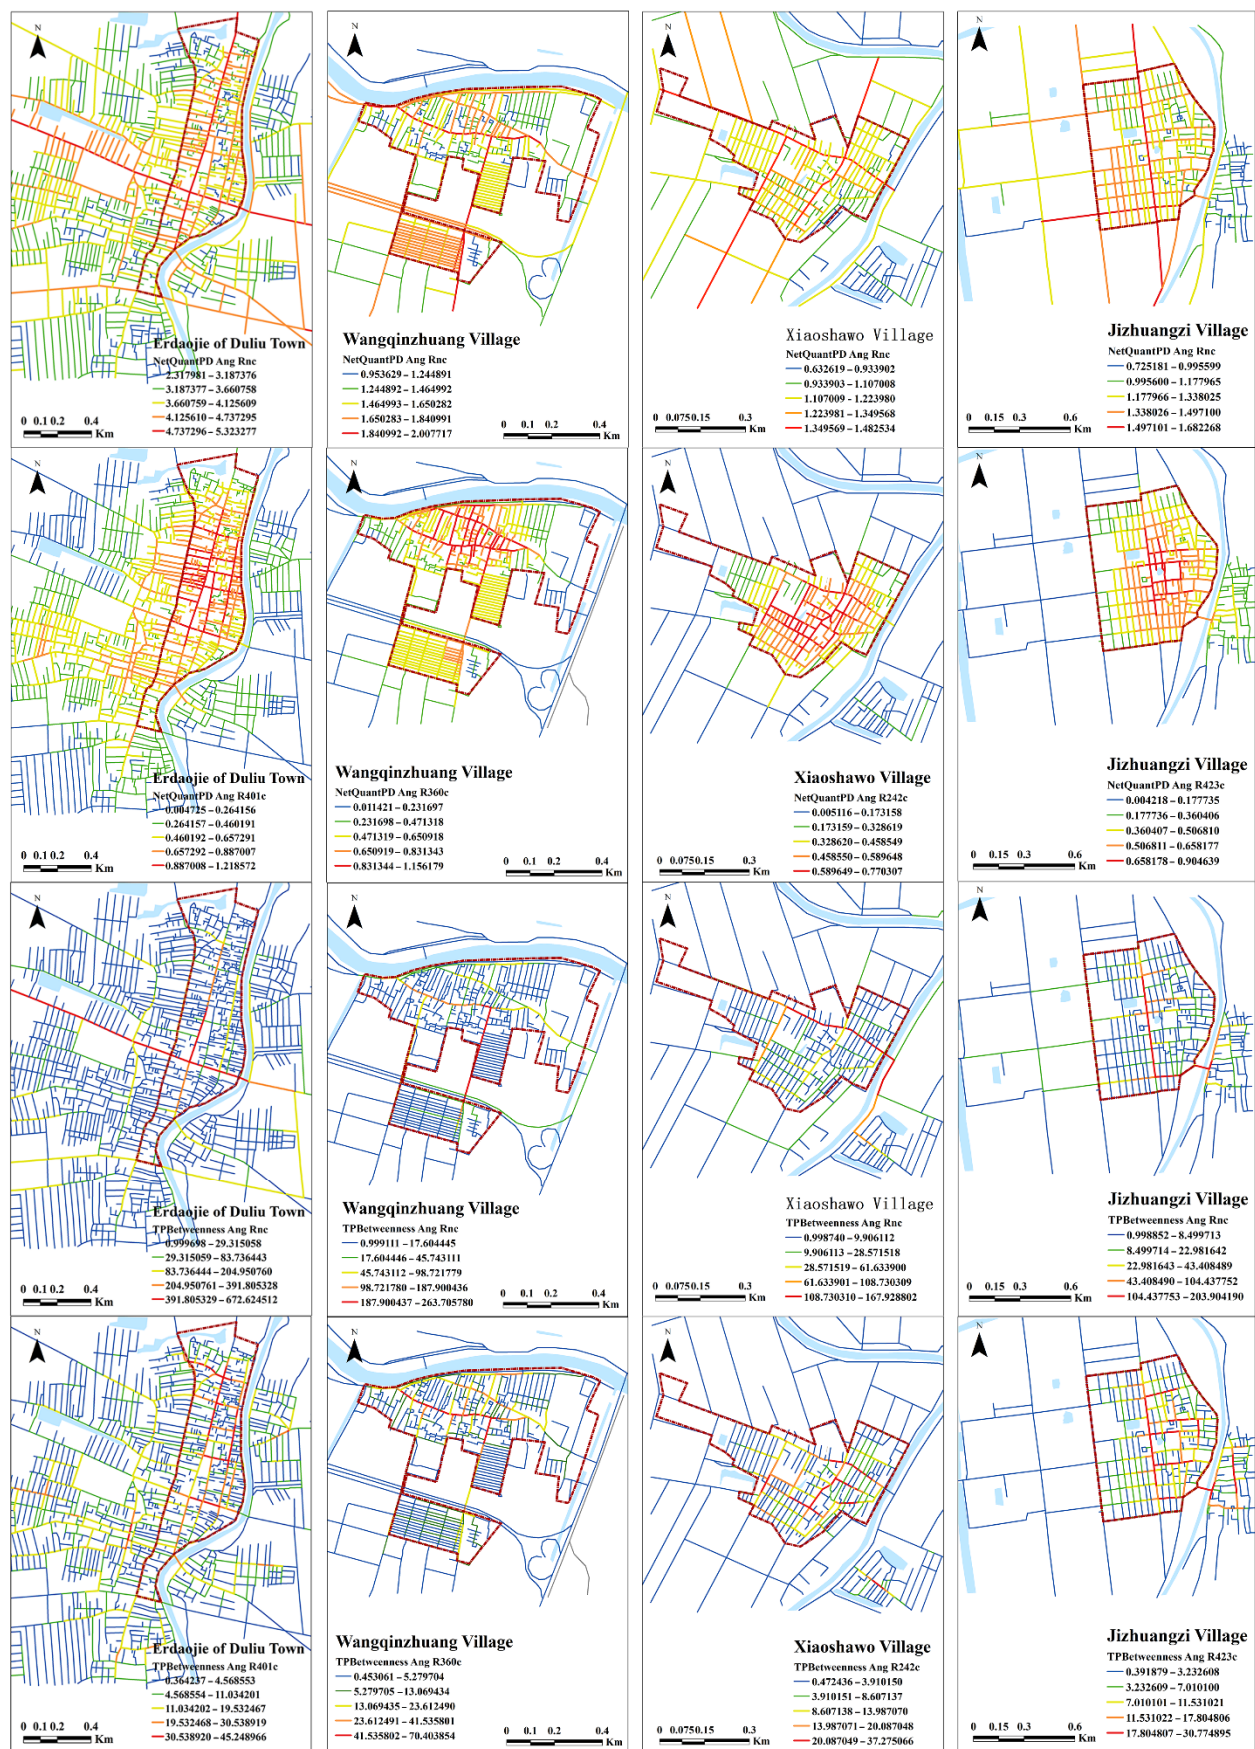 N
Erdaojie of Duliu Town
NetQuantPD Ang Rnc
2.317981 – 3.187376
3.187377 – 3.660758
3.660759 – 4.125609
4.125610 – 4.737295
4.737296 – 5.323277
0 0.1 0.2 0.4
Km
N
Wangqinzhuang Village
NetQuantPD Ang Rnc
0.953629 – 1.244891
1.244892 – 1.464992
1.464993 – 1.650282
1.650283 – 1.840991
1.840992 – 2.007717
0 0.2 0.4
Km
N
Xiaoshawo Village
NetQuantPD Ang Rnc
0.632619 – 0.933902
0.933903 – 1.107008
1.107009 – 1.223980
1.223981 – 1.349568
1.349569 – 1.482534
0 0.075 0.15 0.3
Km
N
Jizhuangzi Village
NetQuantPD Ang Rnc
0.725181 – 0.995599
0.995600 – 1.177965
1.177966 – 1.338025
1.338026 – 1.497100
1.497101 – 1.682268
0 0.15 0.3 0.6
Km
N
Erdaojie of Duliu Town
NetQuantPD Ang R401c
0.004725 – 0.264156
0.264157 – 0.460191
0.460192 – 0.657291
0.657292 – 0.887007
0.887008 – 1.218572
0 0.1 0.2 0.4
Km
N
Wangqinzhuang Village
NetQuantPD Ang R360c
0.011421 – 0.231697
0.231698 – 0.471318
0.471319 – 0.650918
0.650919 – 0.831343
0.831344 – 1.156179
0 0.2 0.4
Km
N
Xiaoshawo Village
NetQuantPD Ang R242c
0.005116 – 0.173158
0.173159 – 0.328619
0.328620 – 0.458549
0.458550 – 0.589648
0.589649 – 0.770307
0 0.075 0.15 0.3
Km
N
Jizhuangzi Village
NetQuantPD Ang R423c
0.004218 – 0.177735
0.177736 – 0.360406
0.360407 – 0.506810
0.506811 – 0.658177
0.658178 – 0.904639
0 0.15 0.3 0.6
Km
N
Erdaojie of Duliu Town
TPBetweenness Ang Rnc
0.999698 – 29.315058
29.315059 – 83.736443
83.736444 – 204.950760
204.950761 – 391.805328
391.805329 – 672.624512
0 0.1 0.2 0.4
Km
N
Wangqinzhuang Village
TPBetweenness Ang Rnc
0.999111 – 17.604445
17.604446 – 45.743111
45.743112 – 98.721779
98.721780 – 187.900436
187.900437 – 263.705780
0 0.2 0.4
Km
N
Xiaoshawo Village
TPBetweenness Ang Rnc
0.998740 – 9.906112
9.906113 – 28.571518
28.571519 – 61.633900
61.633901 – 108.730309
108.730310 – 167.928802
0 0.075 0.15 0.3
Km
N
Jizhuangzi Village
TPBetweenness Ang Rnc
0.998852 – 8.499713
8.499714 – 22.981642
22.981643 – 43.408489
43.408490 – 104.437752
104.437753 – 203.904190
0 0.15 0.3 0.6
Km
N
Erdaojie of Duliu Town
TPBetweenness Ang R401c
0.364237 – 4.568553
4.568554 – 11.034201
11.034202 – 19.532467
19.532468 – 30.538919
30.538920 – 45.248966
0 0.1 0.2 0.4
Km
N
Wangqinzhuang Village
TPBetweenness Ang R360c
0.453061 – 5.279704
5.279705 – 13.069434
13.069435 – 23.612490
23.612491 – 41.535801
41.535802 – 70.403854
0 0.2 0.4
Km
N
Xiaoshawo Village
TPBetweenness Ang R242c
0.472436 – 3.910150
3.910151 – 8.607137
8.607138 – 13.987070
13.987071 – 20.087048
20.087049 – 37.275066
0 0.075 0.15 0.3
Km
N
Jizhuangzi Village
TPBetweenness Ang R423c
0.391879 – 3.232608
3.232609 – 7.010100
7.010101 – 11.531021
11.531022 – 17.804806
17.804807 – 30.774895
0 0.15 0.3 0.6
Km